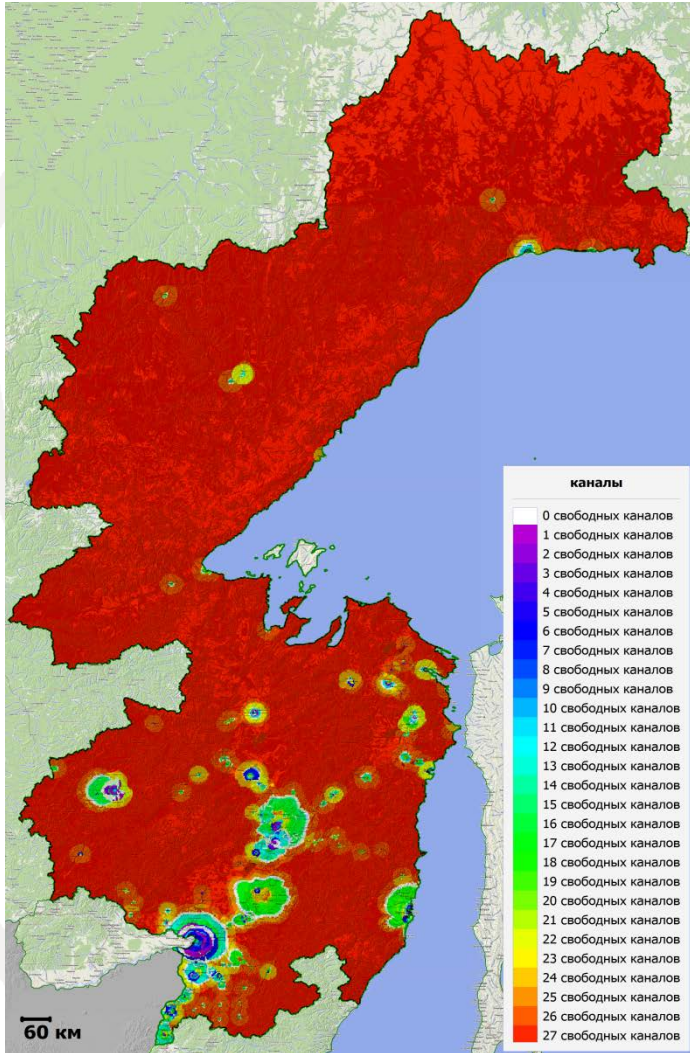 каналы
0 свободных каналов
1 свободных каналов
2 свободных каналов
3 свободных каналов
4 свободных каналов
5 свободных каналов
6 свободных каналов
7 свободных каналов
8 свободных каналов
9 свободных каналов
10 свободных каналов
11 свободных каналов
12 свободных каналов
13 свободных каналов
14 свободных каналов
15 свободных каналов
16 свободных каналов
17 свободных каналов
18 свободных каналов
19 свободных каналов
20 свободных каналов
21 свободных каналов
22 свободных каналов
23 свободных каналов
24 свободных каналов
25 свободных каналов
26 свободных каналов
27 свободных каналов
60 км